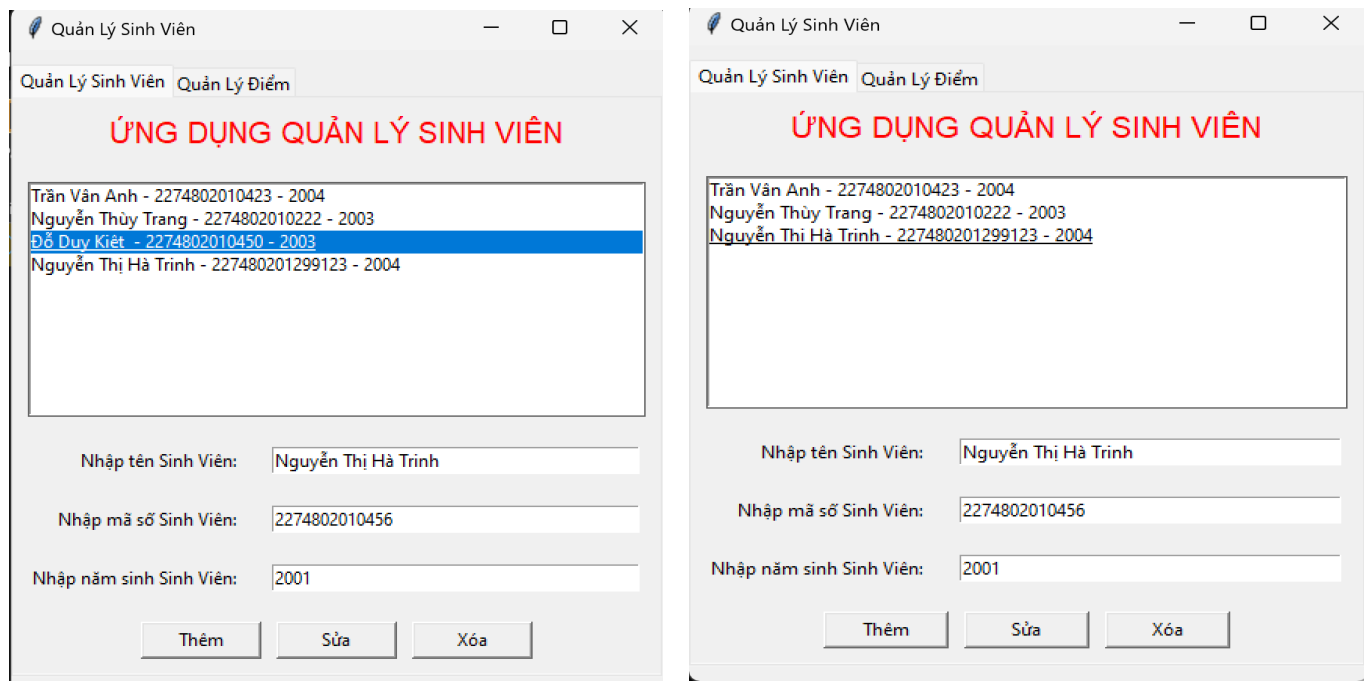 Quản Lý Sinh Viên
Quản Lý Sinh Viên
Quản Lý Điểm
ỨNG DỤNG QUẢN LÝ SINH VIÊN
Trần Vân Anh - 2274802010423 - 2004
Nguyễn Thùy Trang - 2274802010222 - 2003
Đỗ Duy Kiêt  - 2274802010450 - 2003
Nguyễn Thị Hà Trinh - 227480201299123 - 2004
Nhập tên Sinh Viên: Nguyễn Thị Hà Trinh
Nhập mã số Sinh Viên: 2274802010456
Nhập năm sinh Sinh Viên: 2001
Thêm
Sửa
Xóa
Quản Lý Sinh Viên
Quản Lý Sinh Viên
Quản Lý Điểm
ỨNG DỤNG QUẢN LÝ SINH VIÊN
Trần Vân Anh - 2274802010423 - 2004
Nguyễn Thùy Trang - 2274802010222 - 2003
Nguyễn Thi Hà Trinh - 227480201299123 - 2004
Nhập tên Sinh Viên: Nguyễn Thị Hà Trinh
Nhập mã số Sinh Viên: 2274802010456
Nhập năm sinh Sinh Viên: 2001
Thêm
Sửa
Xóa